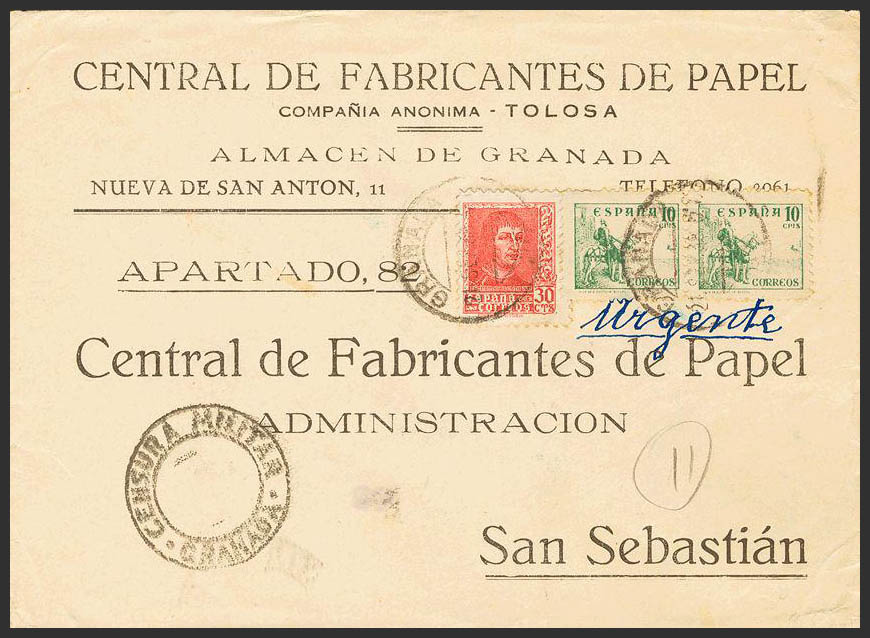 CENTRAL DE FABRICANTES DE PAPEL
COMPAÑIA ANONIMA - TOLOSA
ALMACEN DE GRANADA
NUEVA DE SAN ANTON, 11 TELEFONO 2061
ESPAÑA 10 CTS ESPAÑA 10 CTS
GRANADA
APARTADO, 82
CORREOS CORREOS
ESPAÑA 30
CORREOS CTS
Urgente
Central de Fabricantes de Papel
ADMINISTRACION
CENSURA MILITAR
· GRANADA ·
11
San Sebastián